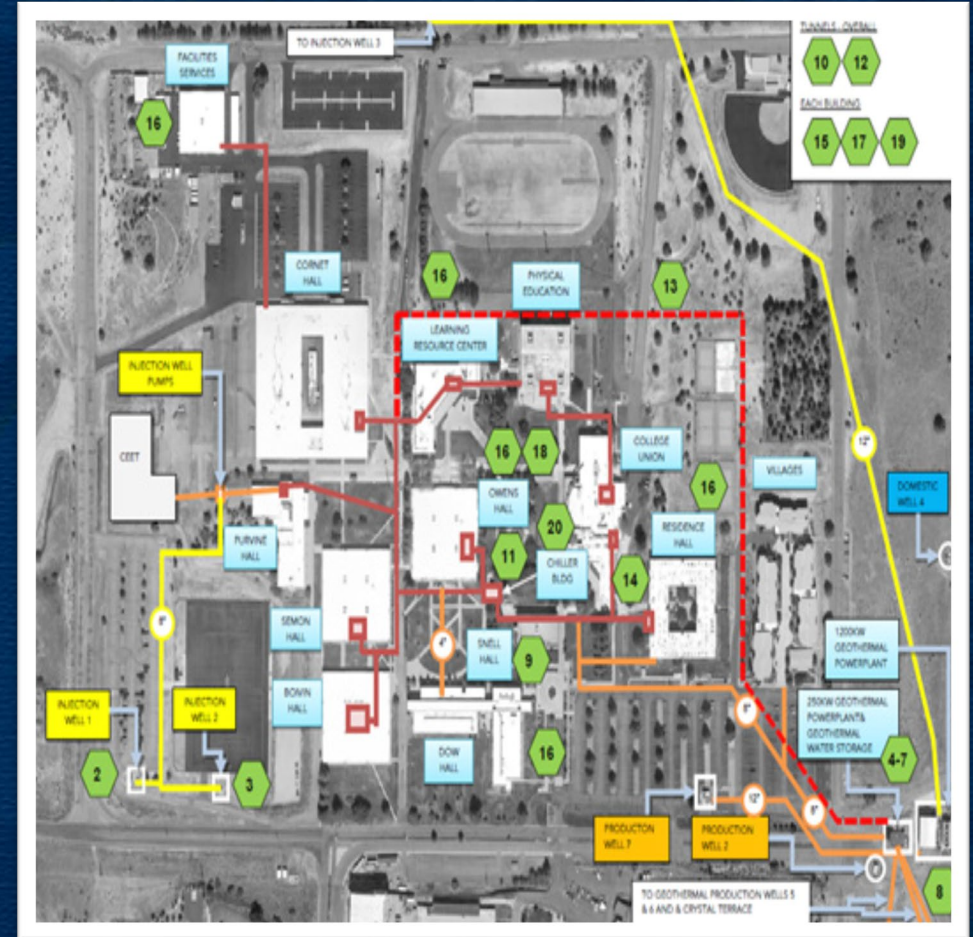 TUNNELS - OVERALL
10 12
EACH BUILDING
15 17 19
TO INJECTION WELL 3
FACILITIES
SERVICES
16
CORNET
HALL
16
PHYSICAL
EDUCATION
13
LEARNING
RESOURCE CENTER
INJECTION WELL
PUMPS
CEET
16 18
COLLEGE
UNION
12"
VILLAGES
16
DOMESTIC
WELL 4
OWENS
HALL
20
RESIDENCE
HALL
PURVINE
HALL
11
CHILLER
BLDG
14
8"
SEMON
HALL
4"
SNELL
HALL
9
1200KW
GEOTHERMAL
POWERPLANT
BOIVIN
HALL
INJECTION
WELL 1
INJECTION
WELL 2
8"
250KW GEOTHERMAL
POWERPLANT&
GEOTHERMAL
WATER STORAGE
4-7
DOW
HALL
16
2
3
12"
8"
PRODUCTON
WELL 7
PRODUCTION
WELL 2
TO GEOTHERMAL PRODUCTION WELLS 5
& 6 AND & CRYSTAL TERRACE
8